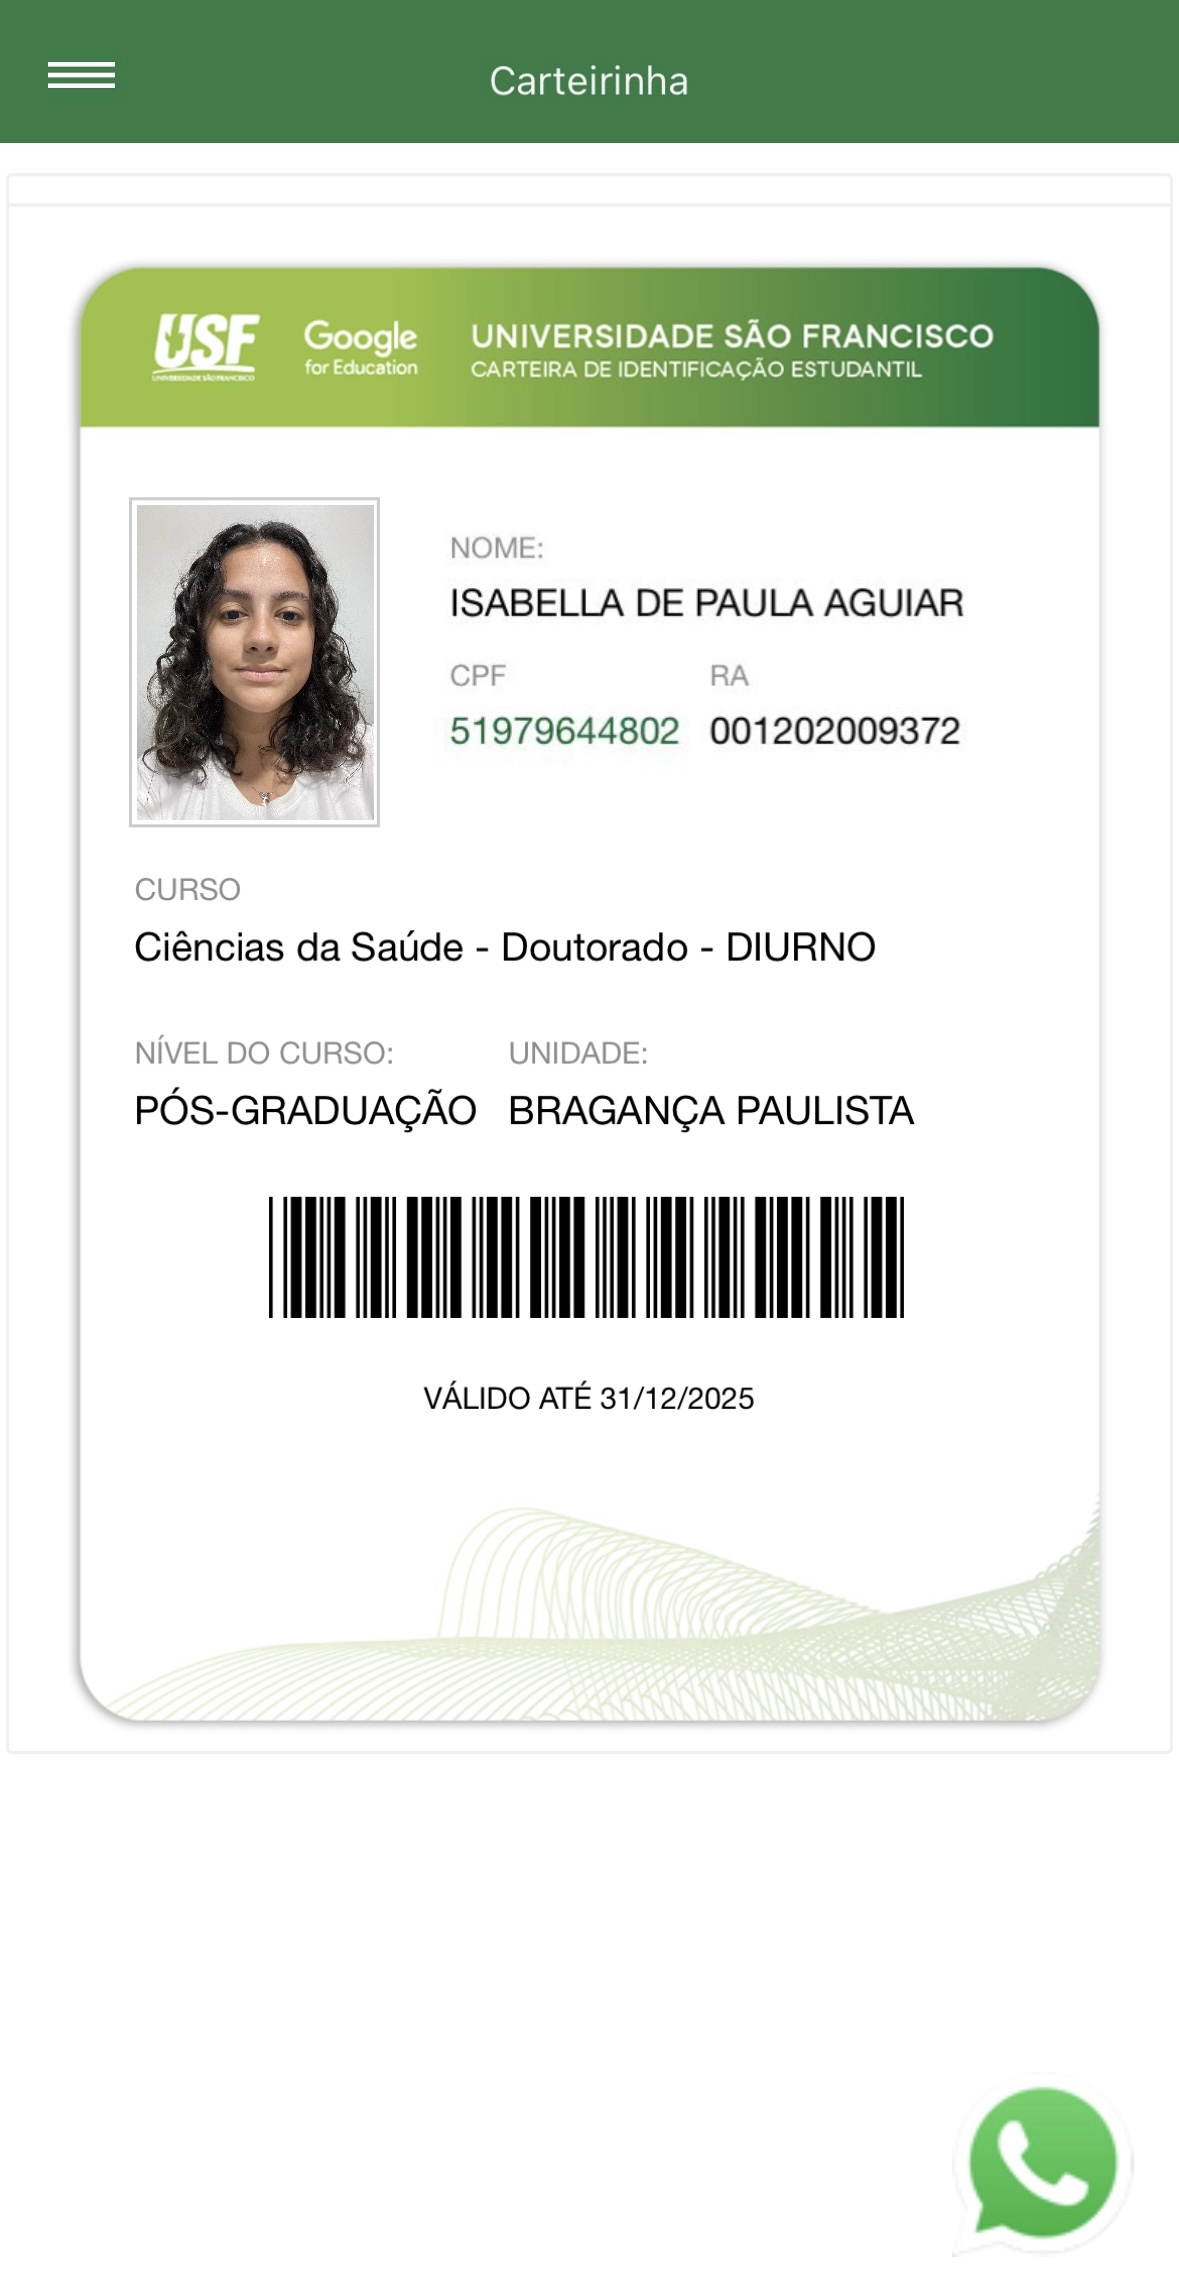 Carteirinha
USF
UNIVERSIDADE SÃO FRANCISCO
Google
for Education
UNIVERSIDADE SÃO FRANCISCO
CARTEIRA DE IDENTIFICAÇÃO ESTUDANTIL
NOME:
ISABELLA DE PAULA AGUIAR
CPF RA
51979644802 001202009372
CURSO
Ciências da Saúde - Doutorado - DIURNO
NÍVEL DO CURSO: UNIDADE:
PÓS-GRADUAÇÃO BRAGANÇA PAULISTA
VÁLIDO ATÉ 31/12/2025